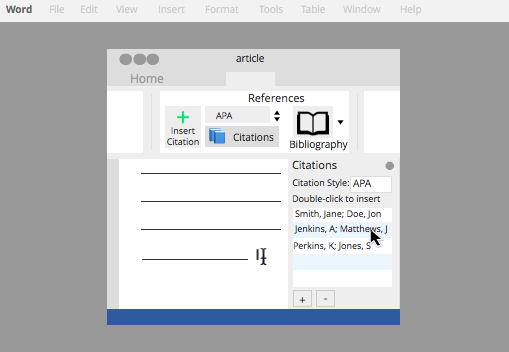 Word File Edit View Insert Format Tools Table Window Help
article
Home
References
Insert
Citation
APA
Citations
Bibliography
Citations
Citation Style: APA
Double-click to insert
Smith, Jane; Doe, Jon
Jenkins, A; Matthews, J
Perkins, K; Jones, S
+ -